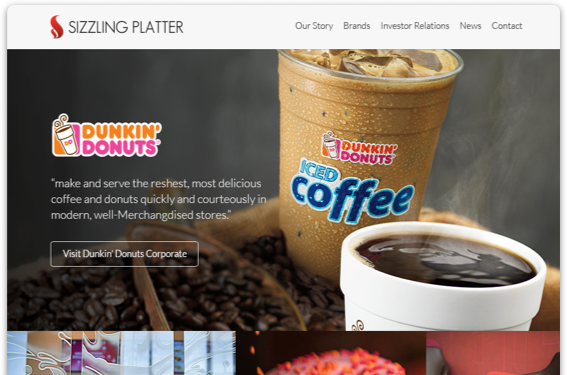 SIZZLING PLATTER
Our Story Brands Investor Relations News Contact
DUNKIN'
DONUTS
"make and serve the reshest, most delicious
coffee and donuts quickly and courteously in
modern, well-Merchangdised stores."
Visit Dunkin' Donuts Corporate
DUNKIN'
DONUTS
ICED
coffee